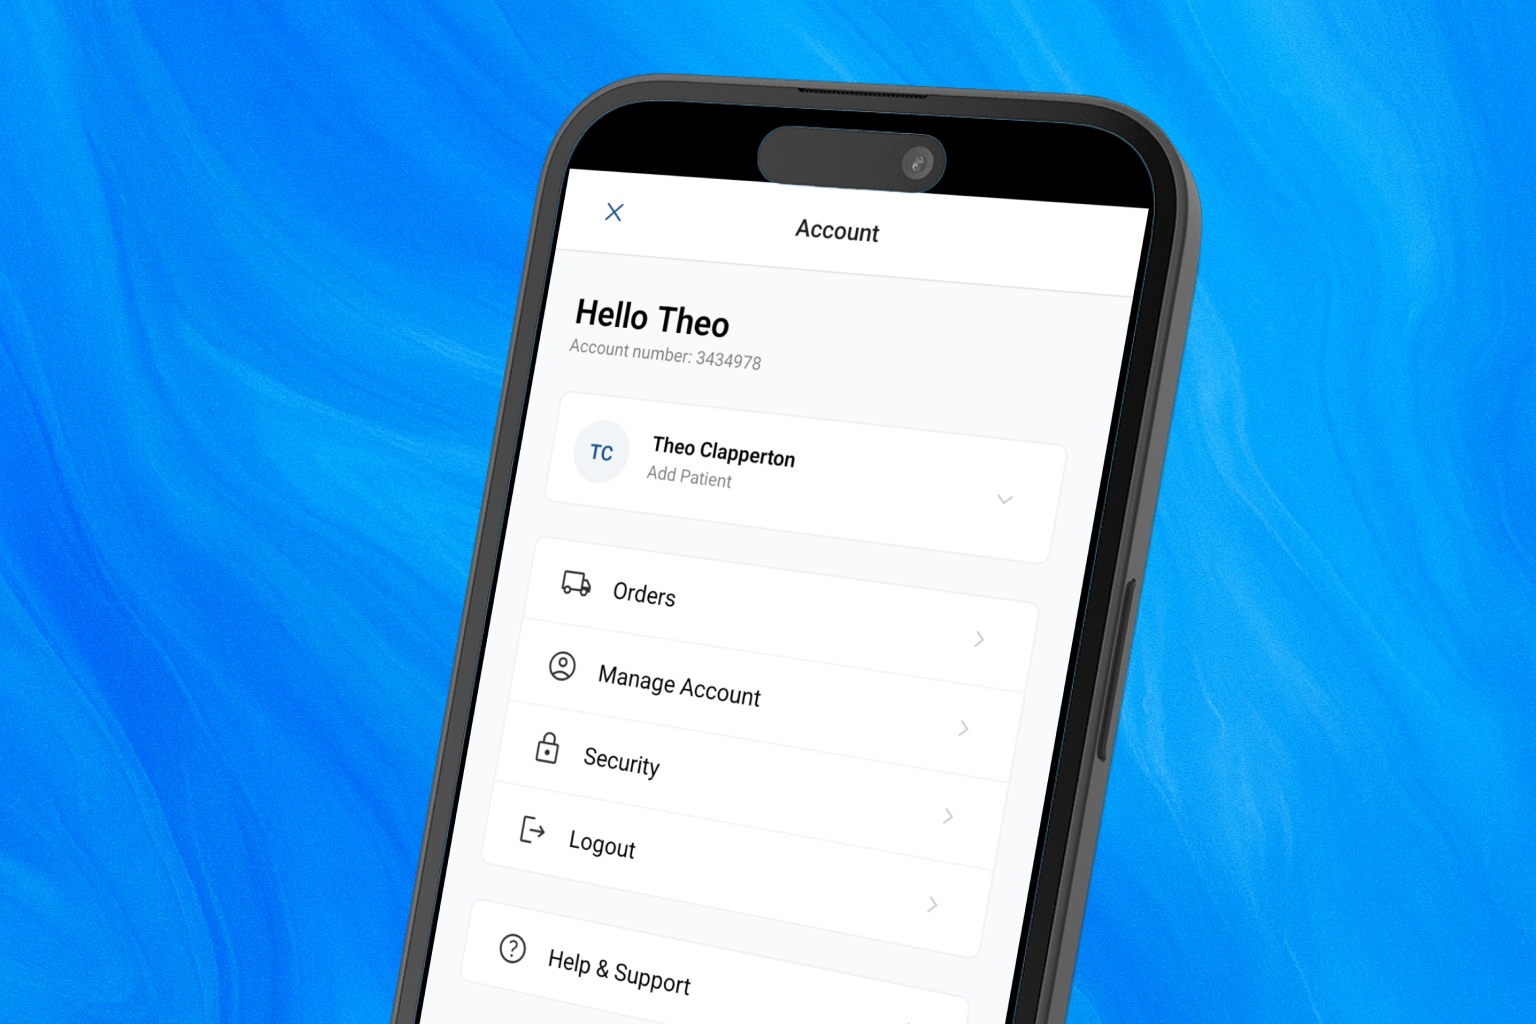 Account
Hello Theo
Account number: 3434978
TC
Theo Clapperton
Add Patient
Orders
Manage Account
Security
Logout
Help & Support